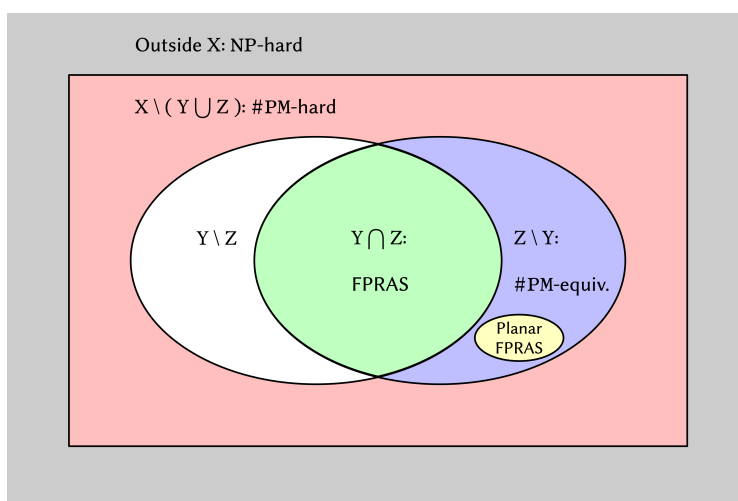 Outside X: NP-hard
X \ ( Y ⋃ Z ): #PM-hard
Y \ Z
Y ⋂ Z:
Z \ Y:
FPRAS
#PM-equiv.
Planar
FPRAS